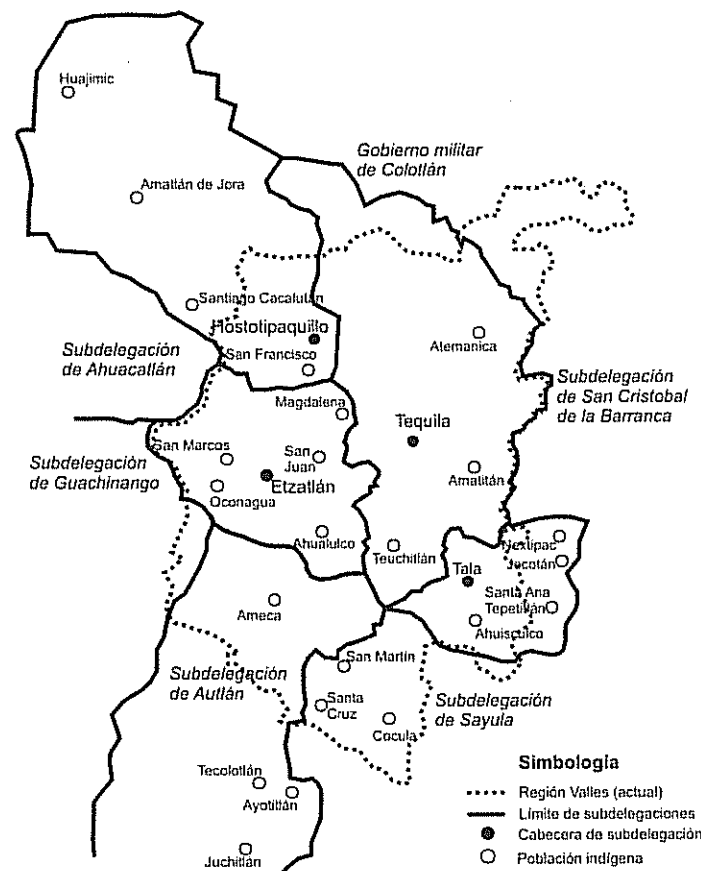 Huajimic
Gobierno militar
de Colotlán
Amatlán de Jora
Santiago Cacalután
Hostotipaquillo
San Francisco
Alemanica
Subdelegación
de Ahuacatlán
Subdelegación
de San Cristobal
de la Barranca
Magdalena
Tequila
San Marcos
San
Juan
Subdelegación
de Guachinango
Etzatlán
Amatitán
Oconagua
Ahualulco
Teuchitlán
Nextipac
Jocotán
Tala
Santa Ana
Tepetitlán
Ameca
Ahuisculco
San Martín
Subdelegación
de Autlán
Santa
Cruz
Subdelegación
de Sayula
Cocula
Simbología
Tecolotlán
Región Valles (actual)
Ayotitlán
Límite de subdelegaciones
Cabecera de subdelegación
Juchitlán
Población indígena